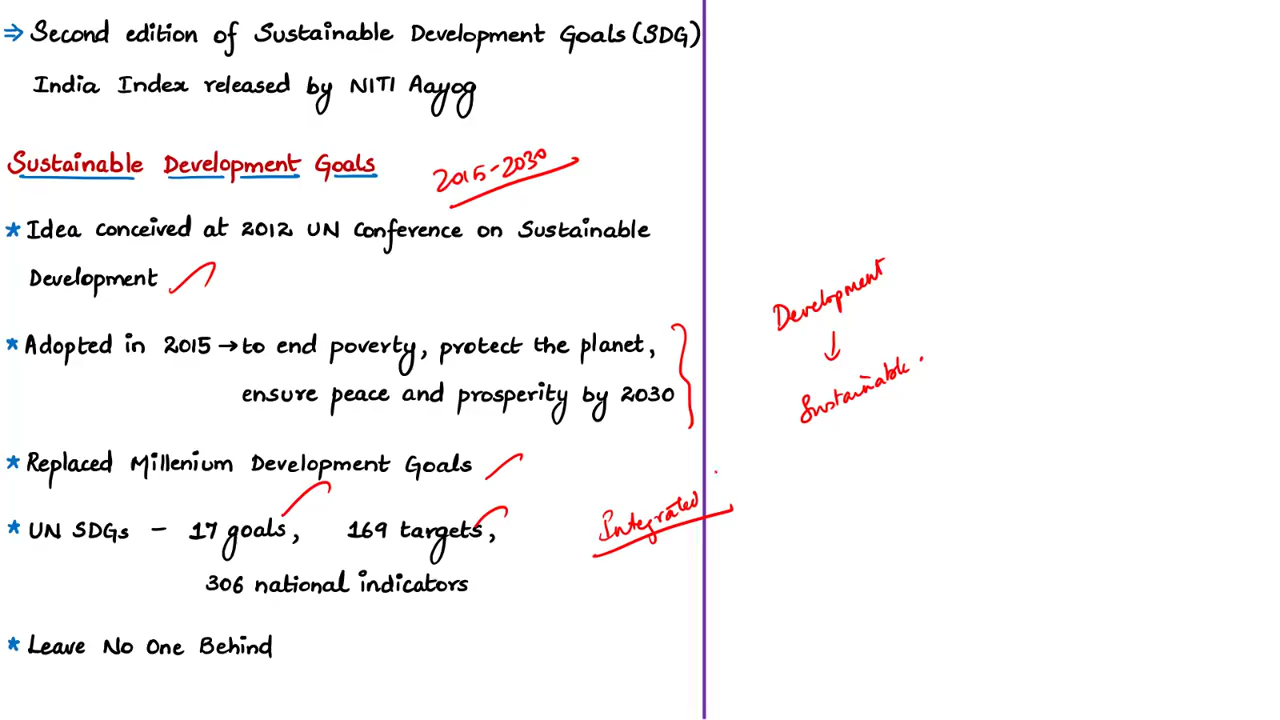 ⇒ Second edition of Sustainable Development Goals (SDG)
India Index released by NITI Aayog
Sustainable Development Goals
2015-2030
* Idea conceived at 2012 UN Conference on Sustainable
Development
* Adopted in 2015 → to end poverty, protect the planet,
ensure peace and prosperity by 2030
* Replaced Millenium Development Goals
* UN SDGs - 17 goals, 169 targets,
306 national indicators
* Leave No One Behind
Integrated
Development
↓
Sustainable